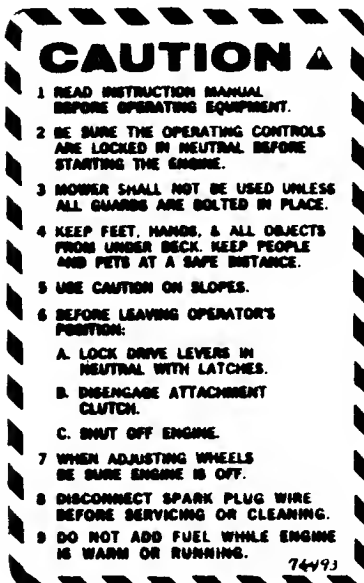 CAUTION
1 READ INSTRUCTION MANUAL
BEFORE OPERATING EQUIPMENT.
2 BE SURE THE OPERATING CONTROLS
ARE LOCKED IN NEUTRAL BEFORE
STARTING THE ENGINE.
3 MOWER SHALL NOT BE USED UNLESS
ALL GUARDS ARE BOLTED IN PLACE.
4 KEEP FEET, HANDS, & ALL OBJECTS
FROM UNDER DECK. KEEP PEOPLE
AND PETS AT A SAFE DISTANCE.
5 USE CAUTION ON SLOPES.
6 BEFORE LEAVING OPERATOR'S
POSITION:
A. LOCK DRIVE LEVERS IN
NEUTRAL WITH LATCHES.
B. DISENGAGE ATTACHMENT
CLUTCH.
C. SHUT OFF ENGINE.
7 WHEN ADJUSTING WHEELS
BE SURE ENGINE IS OFF.
8 DISCONNECT SPARK PLUG WIRE
BEFORE SERVICING OR CLEANING.
9 DO NOT ADD FUEL WHILE ENGINE
IS WARM OR RUNNING.
74493